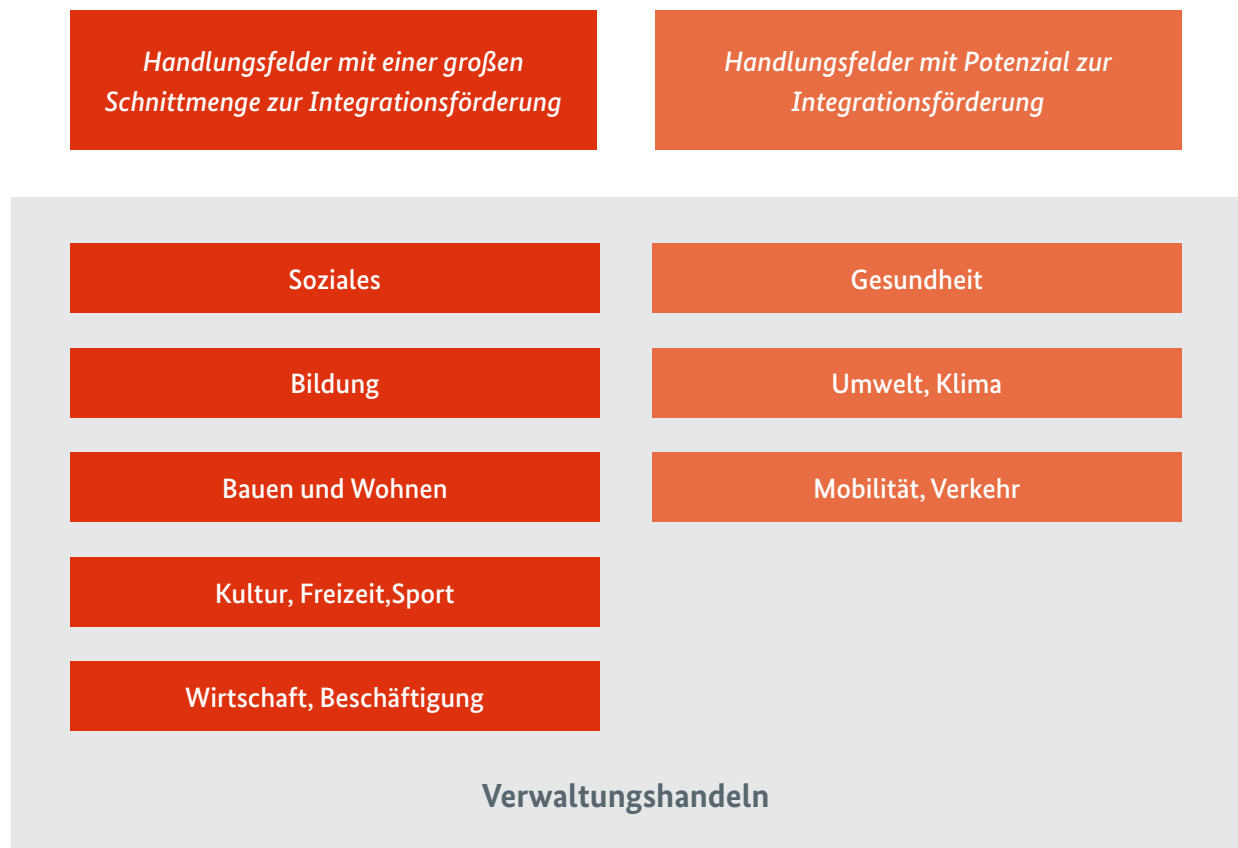 Handlungsfelder mit einer großen
Schnittmenge zur Integrationsförderung
Handlungsfelder mit Potenzial zur
Integrationsförderung
Soziales
Bildung
Bauen und Wohnen
Kultur, Freizeit,Sport
Wirtschaft, Beschäftigung
Gesundheit
Umwelt, Klima
Mobilität, Verkehr
Verwaltungshandeln